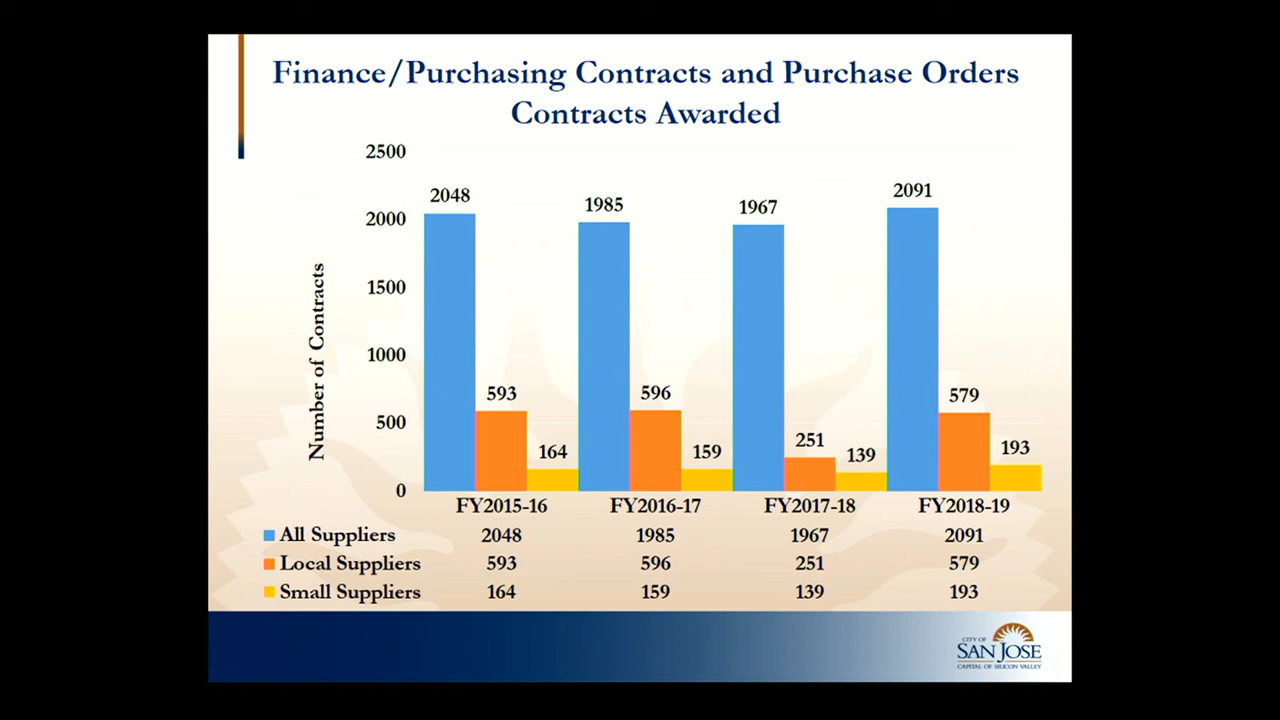 Finance/Purchasing Contracts and Purchase Orders
Contracts Awarded
Number of Contracts
2500
2000
1500
1000
500
0
2048
593
164
1985
596
159
1967
251
139
2091
579
193
FY2015-16 FY2016-17 FY2017-18 FY2018-19
All Suppliers 2048 1985 1967 2091
Local Suppliers 593 596 251 579
Small Suppliers 164 159 139 193
CITY OF
SAN JOSE
CAPITAL OF SILICON VALLEY